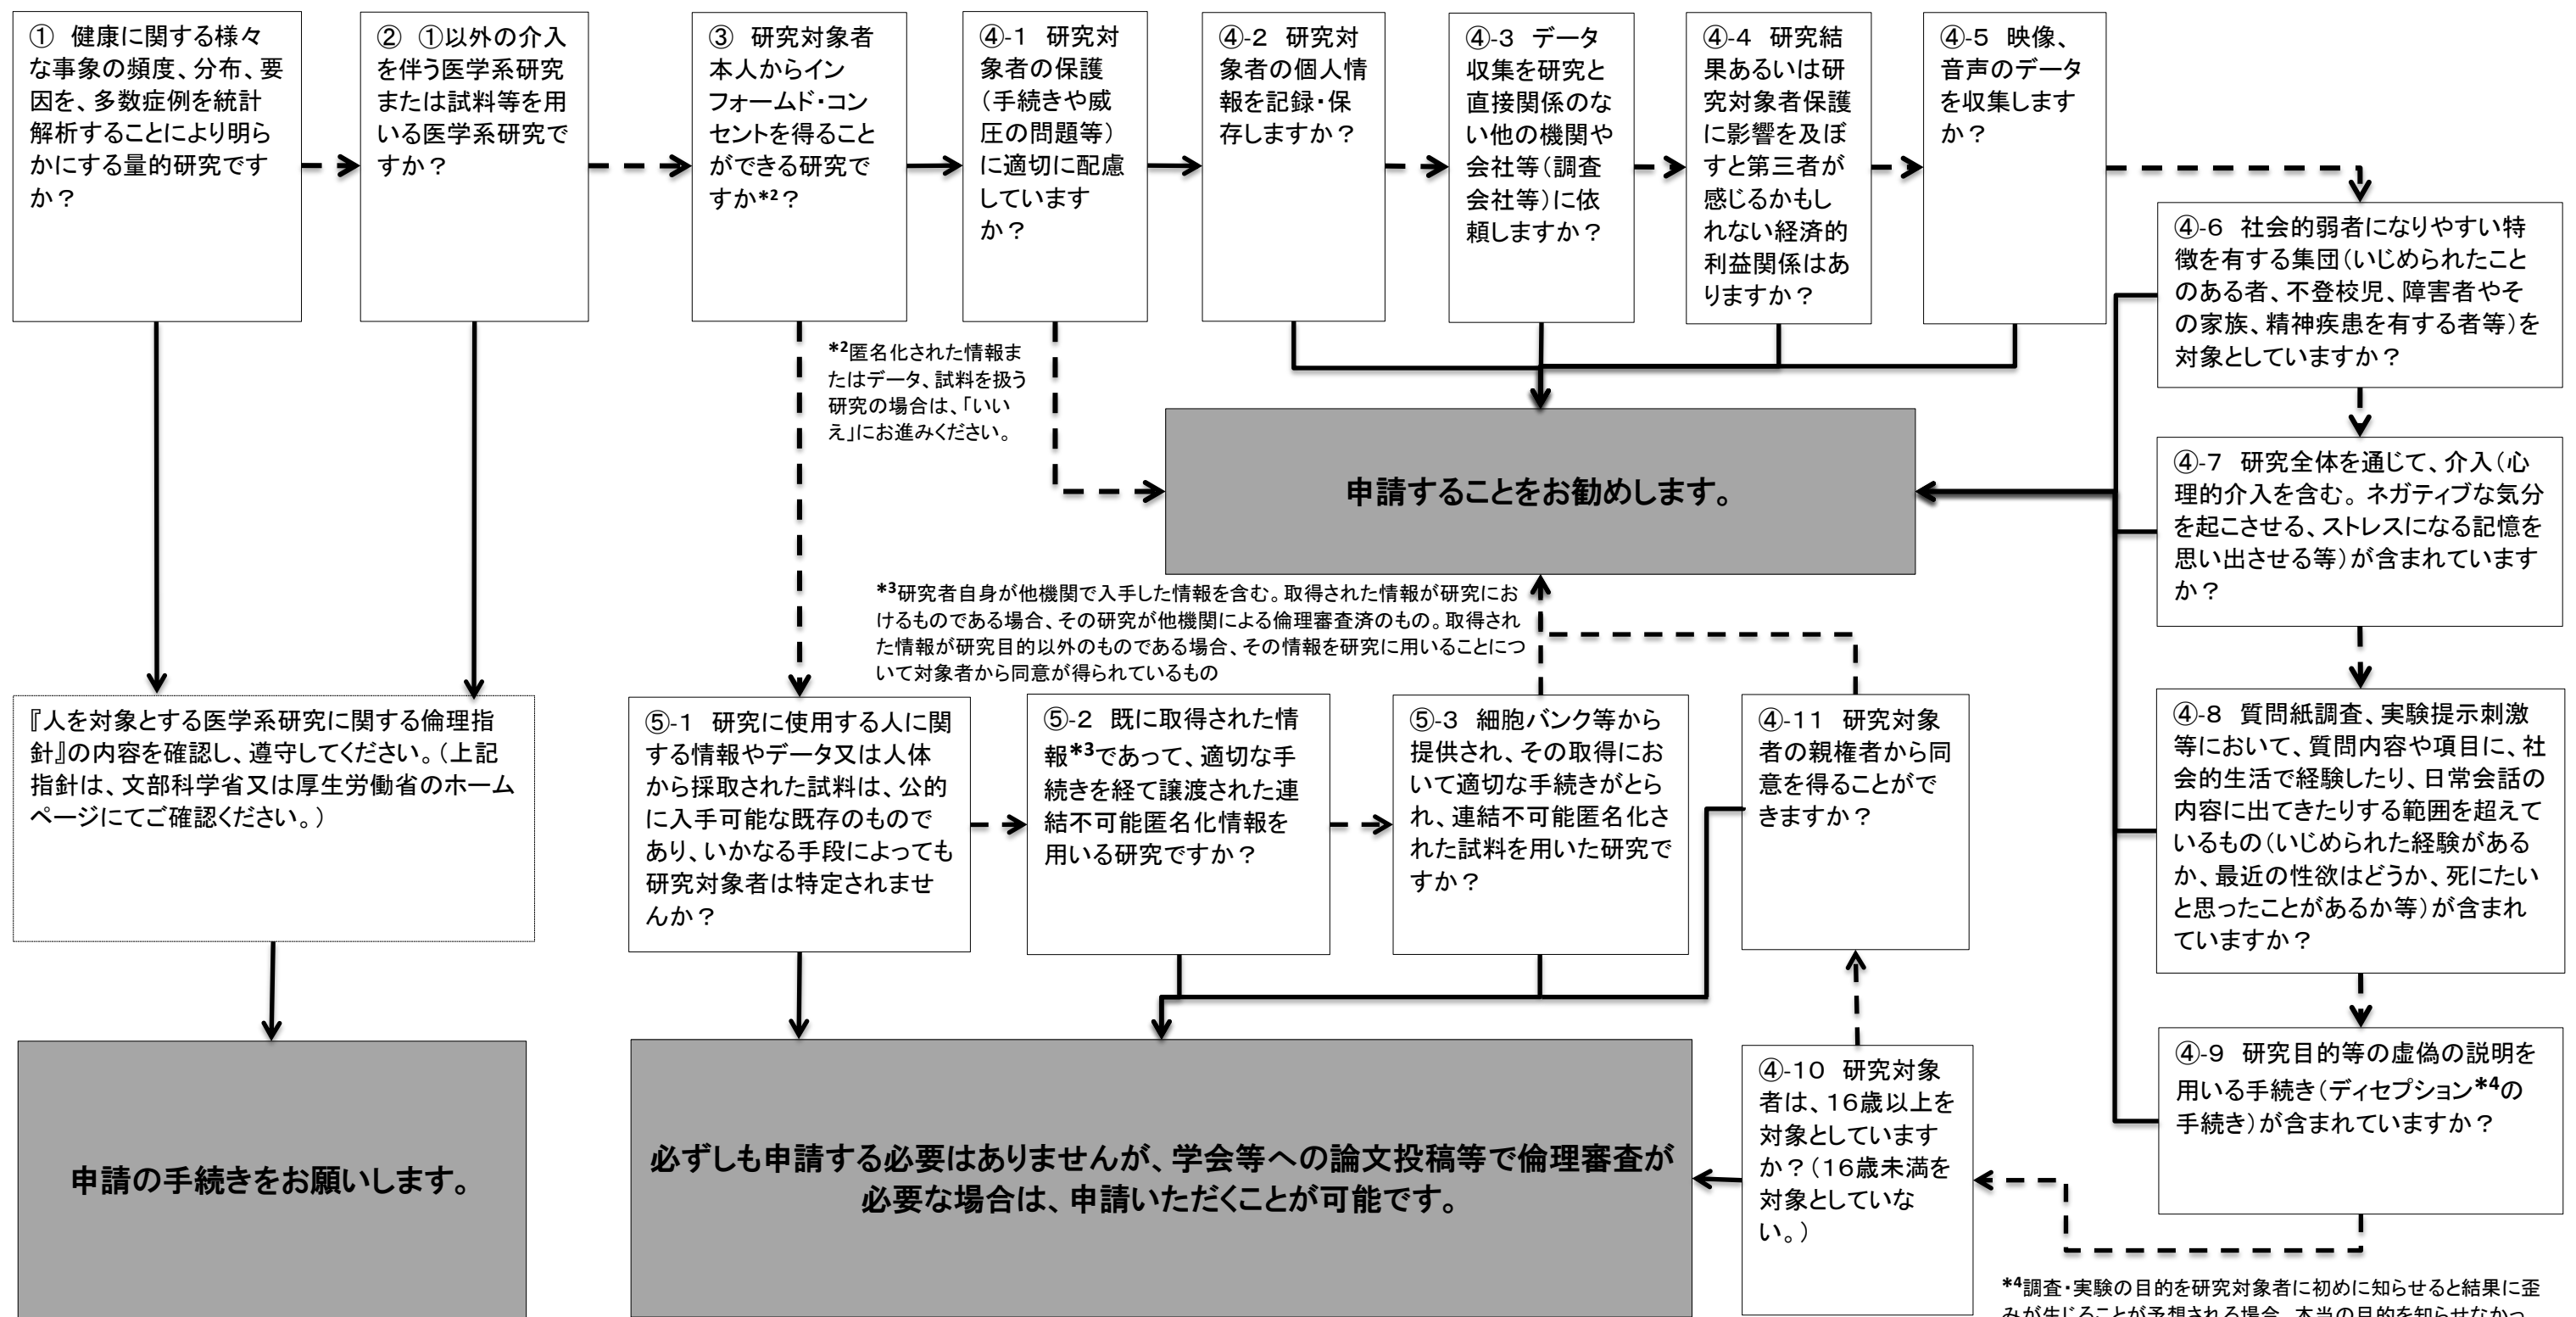 ① 健康に関する様々
な事象の頻度、分布、要
因を、多数症例を統計
解析することにより明ら
かにする量的研究です
か？
② ①以外の介入
を伴う医学系研究
または試料等を用
いる医学系研究で
すか？
③ 研究対象者
本人からイン
フォームド・コン
セントを得ること
ができる研究で
すか*2？
④-1 研究対
象者の保護
（手続きや威
圧の問題等）
に適切に配慮
しています
か？
④-2 研究対
象者の個人情
報を記録・保
存しますか？
④-3 データ
収集を研究と
直接関係のな
い他の機関や
会社等（調査
会社等）に依
頼しますか？
④-4 研究結
果あるいは研
究対象者保護
に影響を及ぼ
すと第三者が
感じるかもし
れない経済的
利益関係はあ
りますか？
④-5 映像、
音声のデータ
を収集します
か？
④-6 社会的弱者になりやすい特
徴を有する集団（いじめられたこと
のある者、不登校児、障害者やそ
の家族、精神疾患を有する者等）を
対象としていますか？
*2匿名化された情報ま
たはデータ、試料を扱う
研究の場合は、「いい
え」にお進みください。
申請することをお勧めします。
④-7 研究全体を通じて、介入（心
理的介入を含む。ネガティブな気分
を起こさせる、ストレスになる記憶を
思い出させる等）が含まれています
か？
*3研究者自身が他機関で入手した情報を含む。取得された情報が研究にお
けるものである場合、その研究が他機関による倫理審査済のもの。取得され
た情報が研究目的以外のものである場合、その情報を研究に用いることにつ
いて対象者から同意が得られているもの
『人を対象とする医学系研究に関する倫理指
針』の内容を確認し、遵守してください。（上記
指針は、文部科学省又は厚生労働省のホーム
ページにてご確認ください。）
⑤-1 研究に使用する人に関
する情報やデータ又は人体
から採取された試料は、公的
に入手可能な既存のもので
あり、いかなる手段によっても
研究対象者は特定されませ
んか？
⑤-2 既に取得された情
報*3であって、適切な手
続きを経て譲渡された連
結不可能匿名化情報を
用いる研究ですか？
⑤-3 細胞バンク等から
提供され、その取得にお
いて適切な手続きがとら
れ、連結不可能匿名化さ
れた試料を用いた研究で
すか？
④-11 研究対象
者の親権者から同
意を得ることがで
きますか？
④-8 質問紙調査、実験提示刺激
等において、質問内容や項目に、社
会的生活で経験したり、日常会話の
内容に出てきたりする範囲を超えて
いるもの（いじめられた経験がある
か、最近の性欲はどうか、死にたい
と思ったことがあるか等）が含まれ
ていますか？
④-9 研究目的等の虚偽の説明を
用いる手続き（ディセプション*4の
手続き）が含まれていますか？
申請の手続きをお願いします。
必ずしも申請する必要はありませんが、学会等への論文投稿等で倫理審査が
必要な場合は、申請いただくことが可能です。
④-10 研究対象
者は、16歳以上を
対象としています
か？（16歳未満を
対象としていな
い。）
*4調査・実験の目的を研究対象者に初めに知らせると結果に歪
みが生じることが予想される場合、本当の目的を知らせなかっ